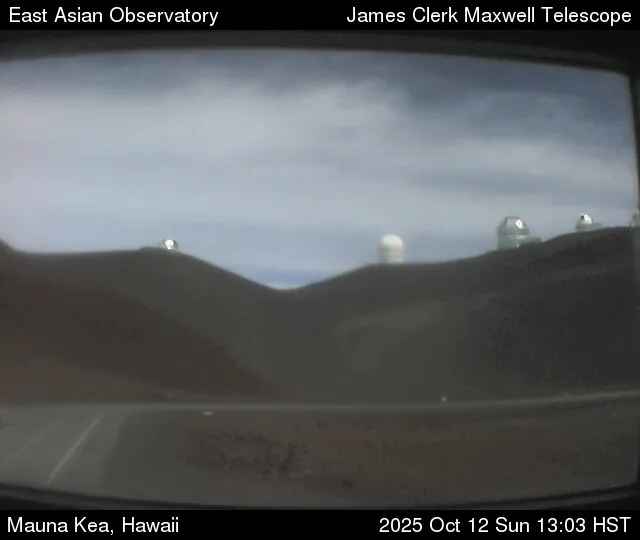 East Asian Observatory
James Clerk Maxwell Telescope
Mauna Kea, Hawaii
2025 Oct 12 Sun 13:03 HST